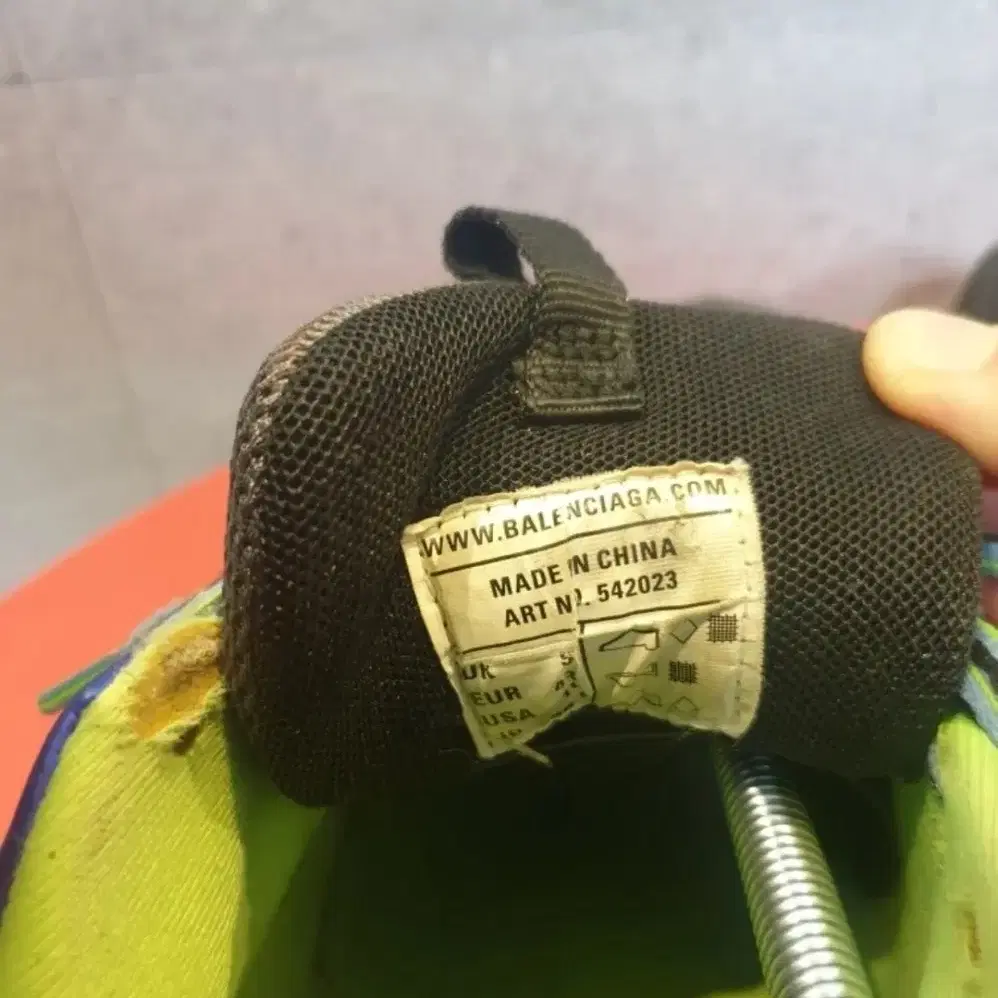 WWW.BALENCIAGA.COM
MADE IN CHINA
ART N. 542023
UK
EUR
USA